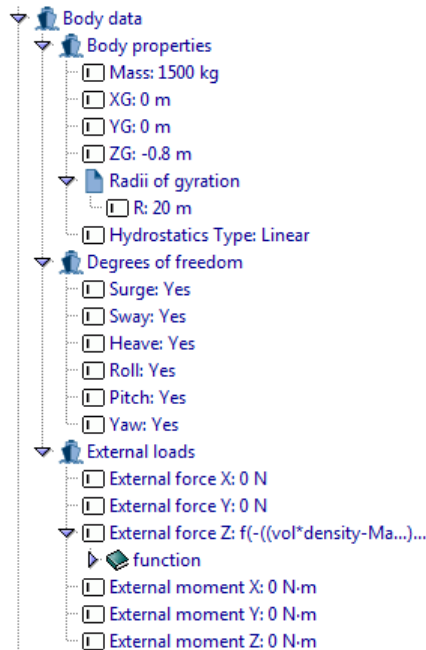 Body data
Body properties
Mass: 1500 kg
XG: 0 m
YG: 0 m
ZG: -0.8 m
Radii of gyration
R: 20 m
Hydrostatics Type: Linear
Degrees of freedom
Surge: Yes
Sway: Yes
Heave: Yes
Roll: Yes
Pitch: Yes
Yaw: Yes
External loads
External force X: 0 N
External force Y: 0 N
External force Z: f(-((vol*density-Ma...)...
function
External moment X: 0 N·m
External moment Y: 0 N·m
External moment Z: 0 N·m